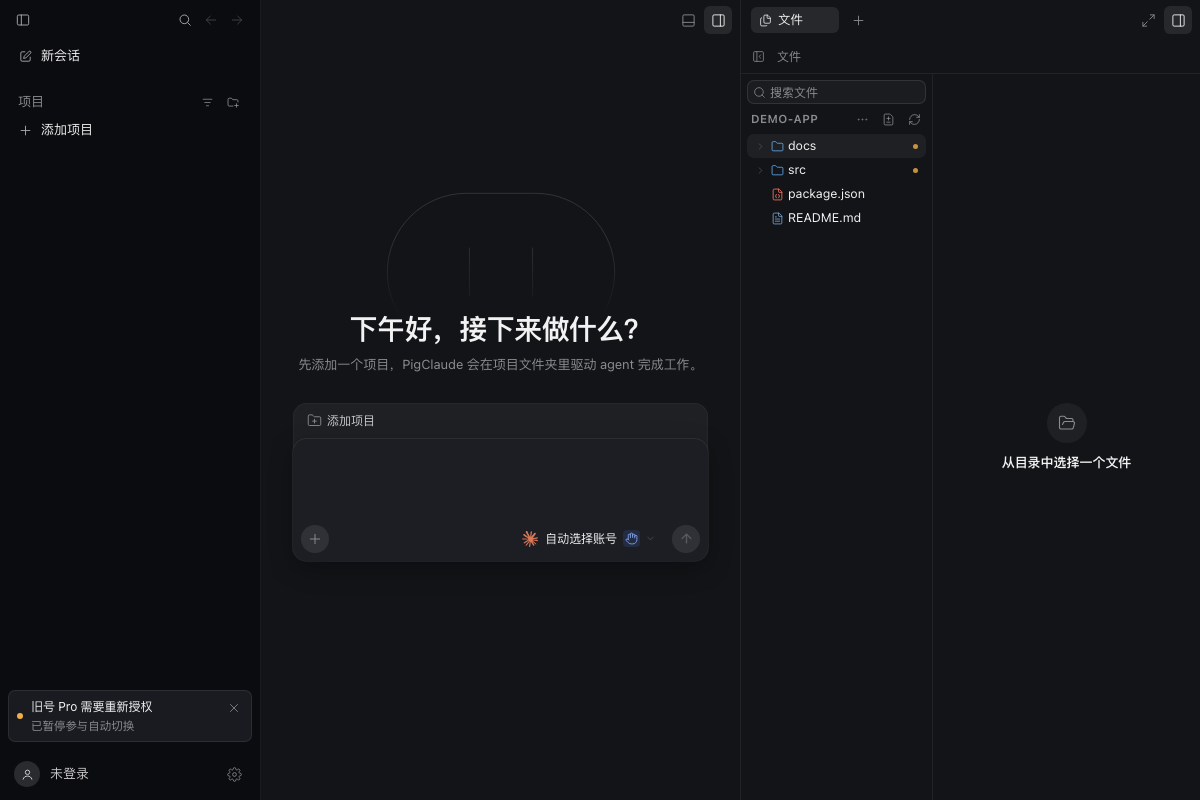 新会话
项目
添加项目
下午好，接下来做什么？
先添加一个项目，PigClaude 会在项目文件夹里驱动 agent 完成工作。
添加项目
自动选择账号
旧号 Pro 需要重新授权
已暂停参与自动切换
未登录
文件
文件
搜索文件
DEMO-APP
docs
src
package.json
README.md
从目录中选择一个文件